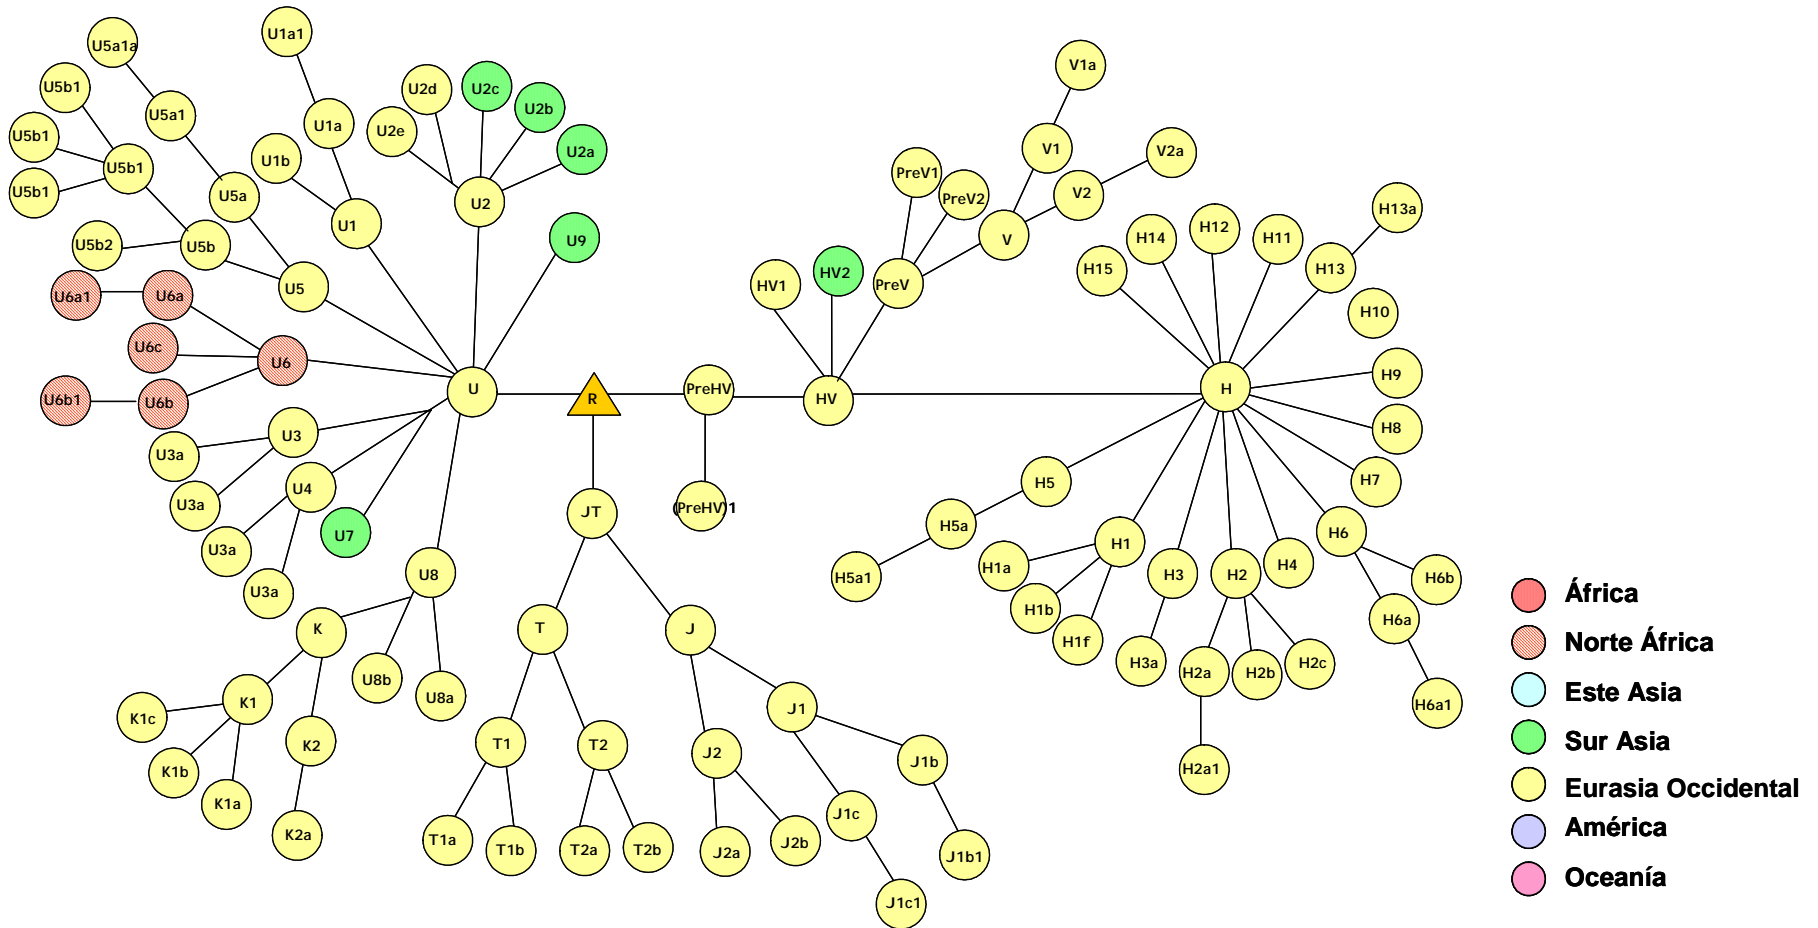 U5a1a
U1a1
U5b1
U5a1
U1a
U2d
U2c
U2b
U2e
U2a
V1a
U5b1
U5b1
U5b1
U1b
U5a
U1
U2
U9
V1
V2a
PreV1
PreV2
V2
V
H13a
U5b2
U5b
U5
H14
H12
H11
H15
H13
U6a1
U6a
HV1
HV2
PreV
H10
U6c
U6
U6b1
U6b
U
R
PreHV
HV
H
H9
H8
U3
U3a
U3a
U4
U3a
U7
U3a
JT
(PreHV)1
H5
H7
H5a
H5a1
H1
H6
H1a
H3
H2
H4
H6b
H1b
H1f
H6a
H3a
H2a
H2b
H2c
H6a1
H2a1
U8
K
U8b
U8a
T
J
K1
K1c
K2
K1b
K1a
K2a
T1
T2
J2
J1
J1b
J1c
T1a
T1b
T2a
T2b
J2a
J2b
J1b1
J1c1
África
Norte África
Este Asia
Sur Asia
Eurasia Occidental
América
Oceanía